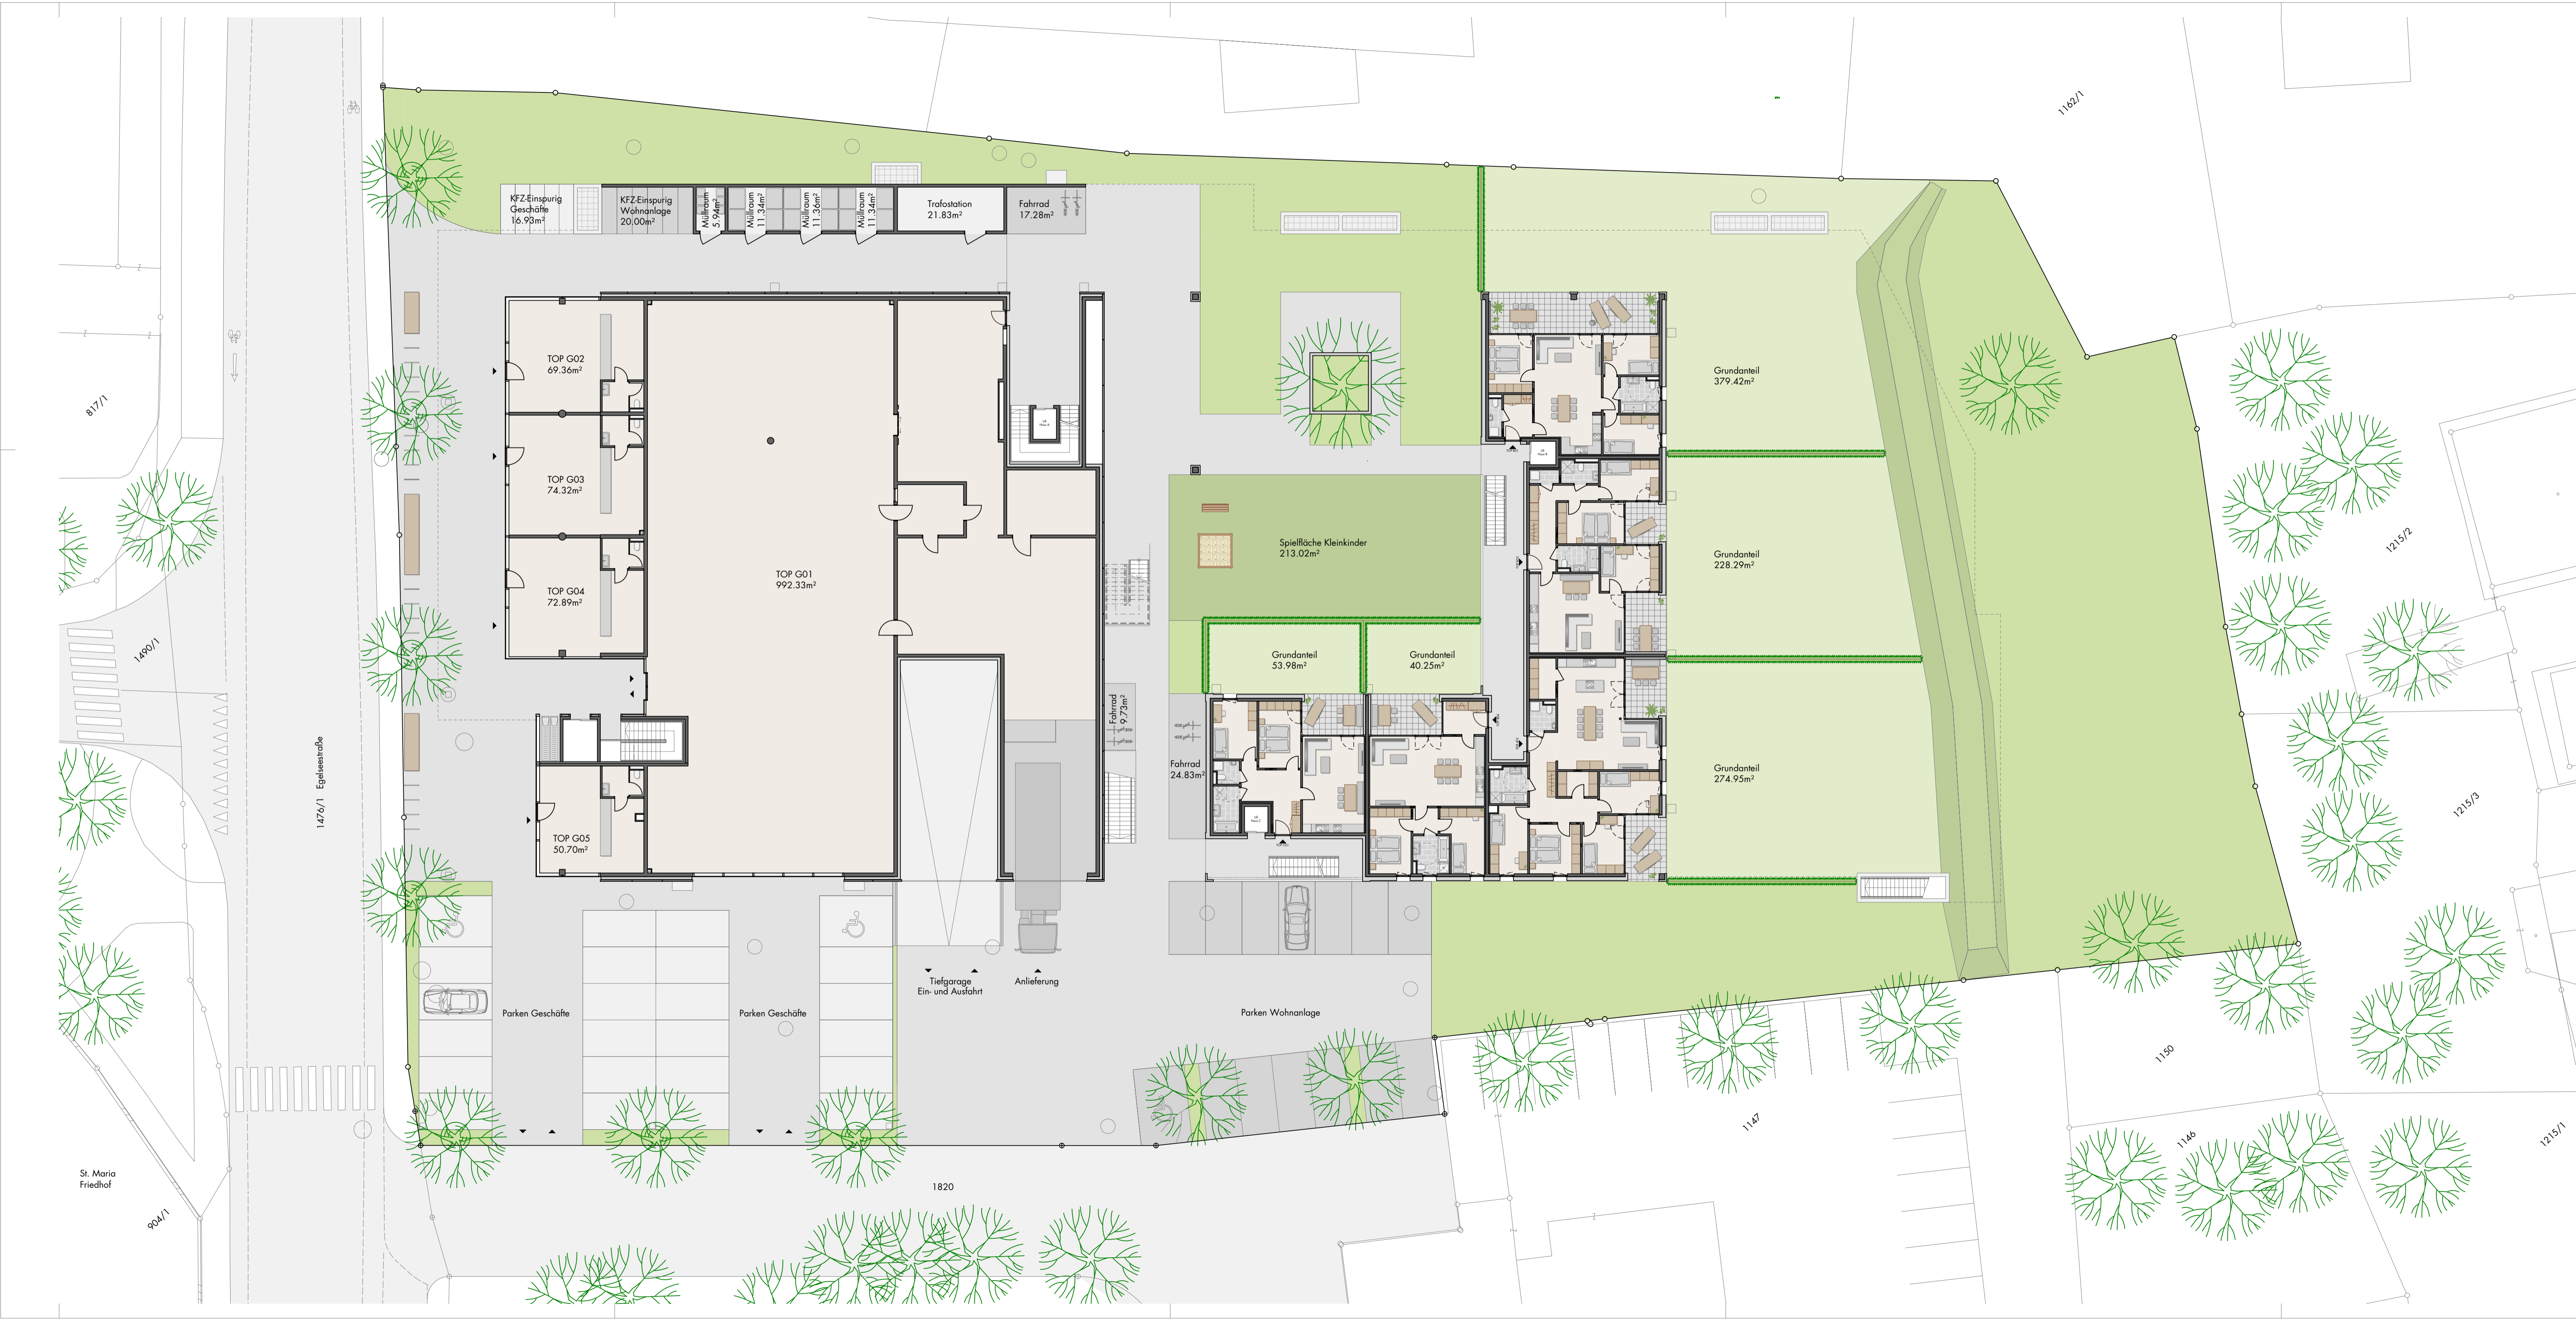 1162/1
KFZ-Einspurig
Geschäfte
16.93m²
KFZ-Einspurig
Wohnanlage
20.00m²
Müllraum
5.94m²
Müllraum
11.34m²
Müllraum
11.36m²
Müllraum
11.34m²
Trafostation
21.83m²
Fahrrad
17.28m²
TOP G02
69.36m²
TOP G03
74.32m²
TOP G04
72.89m²
TOP G01
992.33m²
TOP G05
50.70m²
Grundanteil
379.42m²
Spielfläche Kleinkinder
213.02m²
Grundanteil
228.29m²
Grundanteil
53.98m²
Grundanteil
40.25m²
Grundanteil
274.95m²
Fahrrad
9.73m²
Fahrrad
24.83m²
817/1
1490/1
1476/1 Egelseestraße
1215/2
1215/3
Tiefgarage
Ein- und Ausfahrt
Anlieferung
Parken Geschäfte
Parken Geschäfte
Parken Wohnanlage
1150
1147
1146
1215/1
St. Maria
Friedhof
904/1
1820